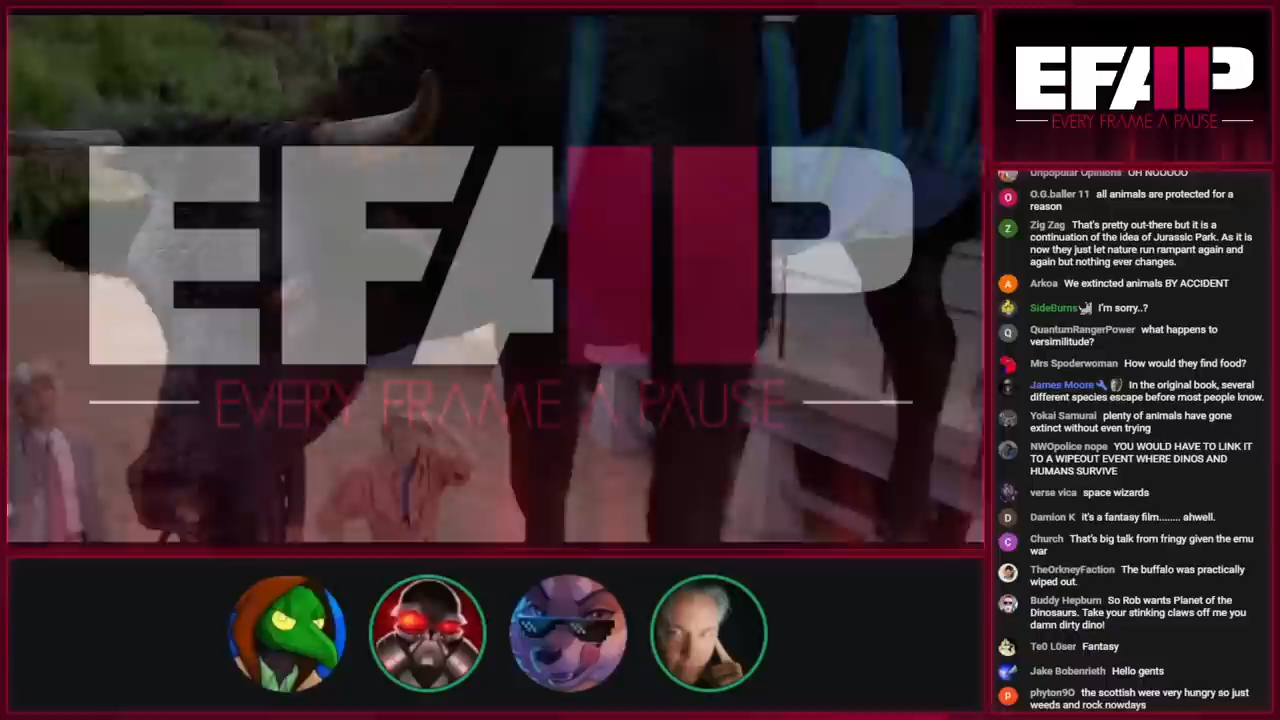 EFAP
EVERY FRAME A PAUSE
EFAP
EVERY FRAME A PAUSE
Unpopular Opinions OH NOOOOO
O.G.baller 11 all animals are protected for a
reason
Zig Zag That's pretty out-there but it is a
continuation of the idea of Jurassic Park. As it is
now they just let nature run rampant again and
again but nothing ever changes.
Arkoa We extincted animals BY ACCIDENT
SideBurns I'm sorry..?
QuantumRangerPower what happens to
versimilitude?
Mrs Spoderwoman How would they find food?
James Moore In the original book, several
different species escape before most people know.
Yokai Samurai plenty of animals have gone
extinct without even trying
NWOpolice nope YOU WOULD HAVE TO LINK IT
TO A WIPEOUT EVENT WHERE DINOS AND
HUMANS SURVIVE
verse vica space wizards
Damion K it's a fantasy film........ ahwell.
Church That's big talk from fringy given the emu
war
TheOrkneyFaction The buffalo was practically
wiped out.
Buddy Hepburn So Rob wants Planet of the
Dinosaurs. Take your stinking claws off me you
damn dirty dino!
Te0 L0ser Fantasy
Jake Bobenrieth Hello gents
phyton90 the scottish were very hungry so just
weeds and rock nowdays